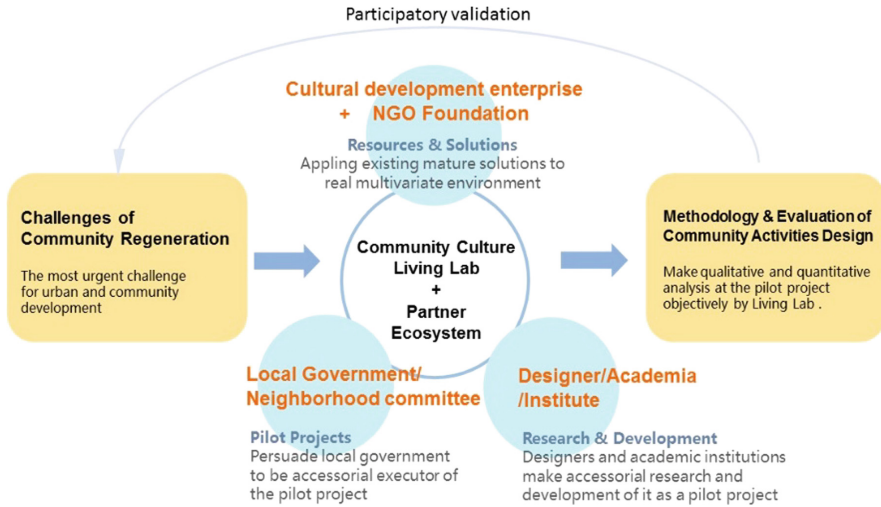 Participatory validation
Cultural development enterprise
+ NGO Foundation
Resources & Solutions
Appling existing mature solutions to
real multivariate environment
Challenges of
Community Regeneration
The most urgent challenge
for urban and community
development
Community Culture
Living Lab
+
Partner
Ecosystem
Methodology & Evaluation of
Community Activities Design
Make qualitative and quantitative
analysis at the pilot project
objectively by Living Lab .
Local Government/
Neighborhood committee
Pilot Projects
Persuade local government
to be accessorial executor of
the pilot project
Designer/Academia
/Institute
Research & Development
Designers and academic institutions
make accessorial research and
development of it as a pilot project